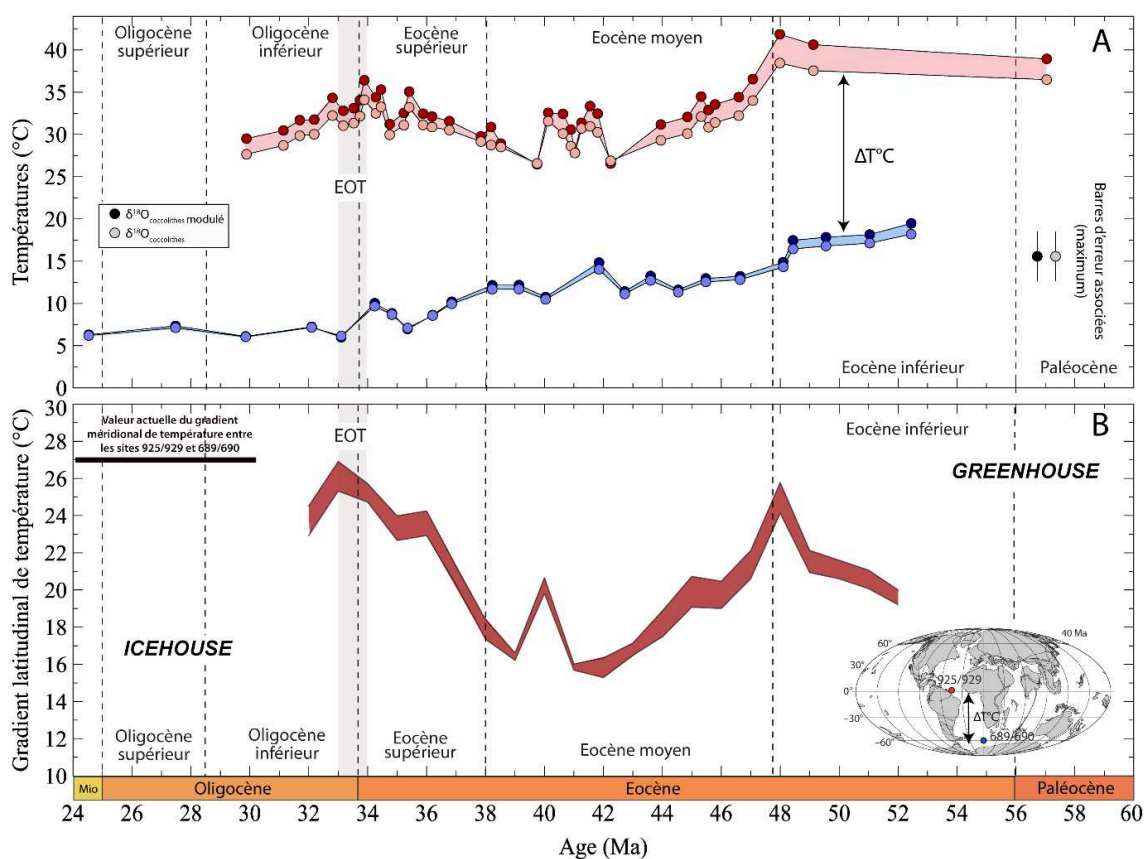 Oligocène
supérieur
Oligocène
inférieur
Eocène
supérieur
Eocène moyen
A
40
35
30
25
20
15
10
5
0
Températures (°C)
EOT
ΔT°C
δ¹⁸O coccolithes modulé
δ¹⁸O coccolithes
Barres d'erreur associées
(maximum)
Eocène inférieur
Paléocène
30
28
26
24
22
20
18
16
14
12
10
Gradient latitudinal de température (°C)
Valeur actuelle du gradient
méridional de température entre
les sites 925/929 et 689/690
EOT
Eocène inférieur
B
GREENHOUSE
ICEHOUSE
40 Ma
60°
30°
0°
-30°
-60°
925/929
ΔT°C
689/690
Oligocène
supérieur
Oligocène
inférieur
Eocène
supérieur
Eocène moyen
Mio
Oligocène
Eocène
Paléocène
24 26 28 30 32 34 36 38 40 42 44 46 48 50 52 54 56 58 60
Age (Ma)